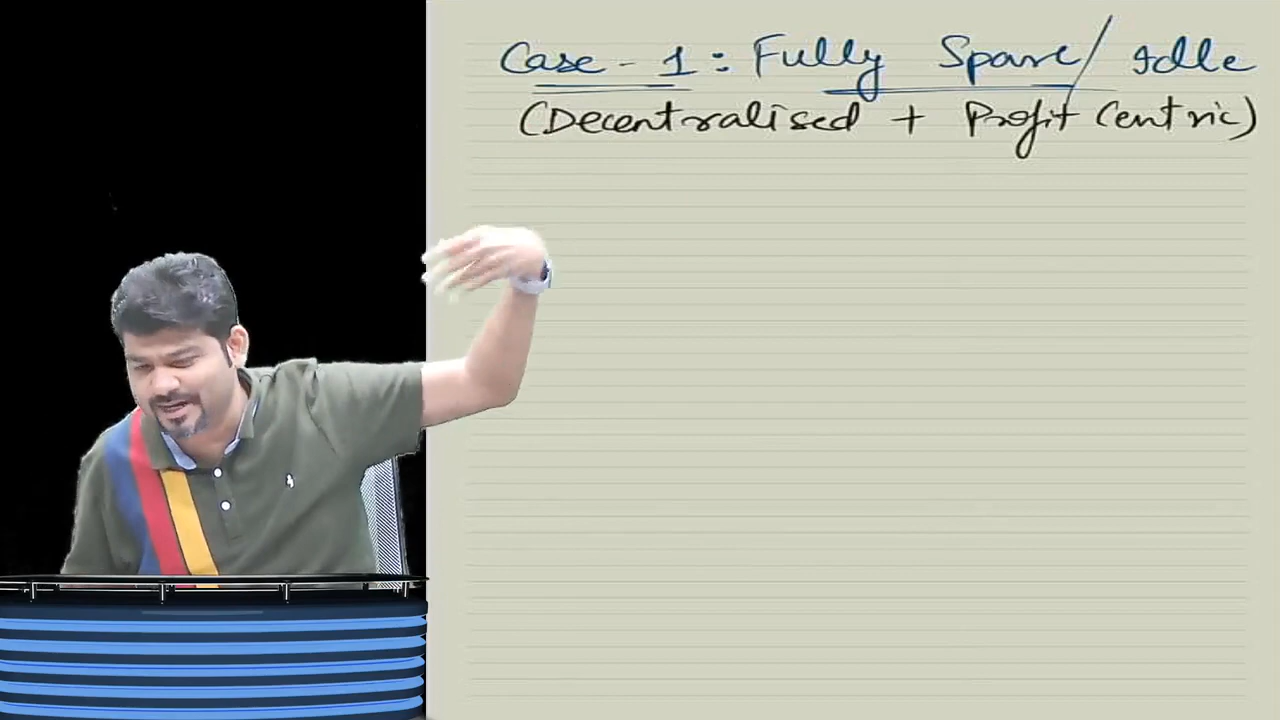 Case - 1 : Fully Spare/ Idle
(Decentralised + Profit Centric)